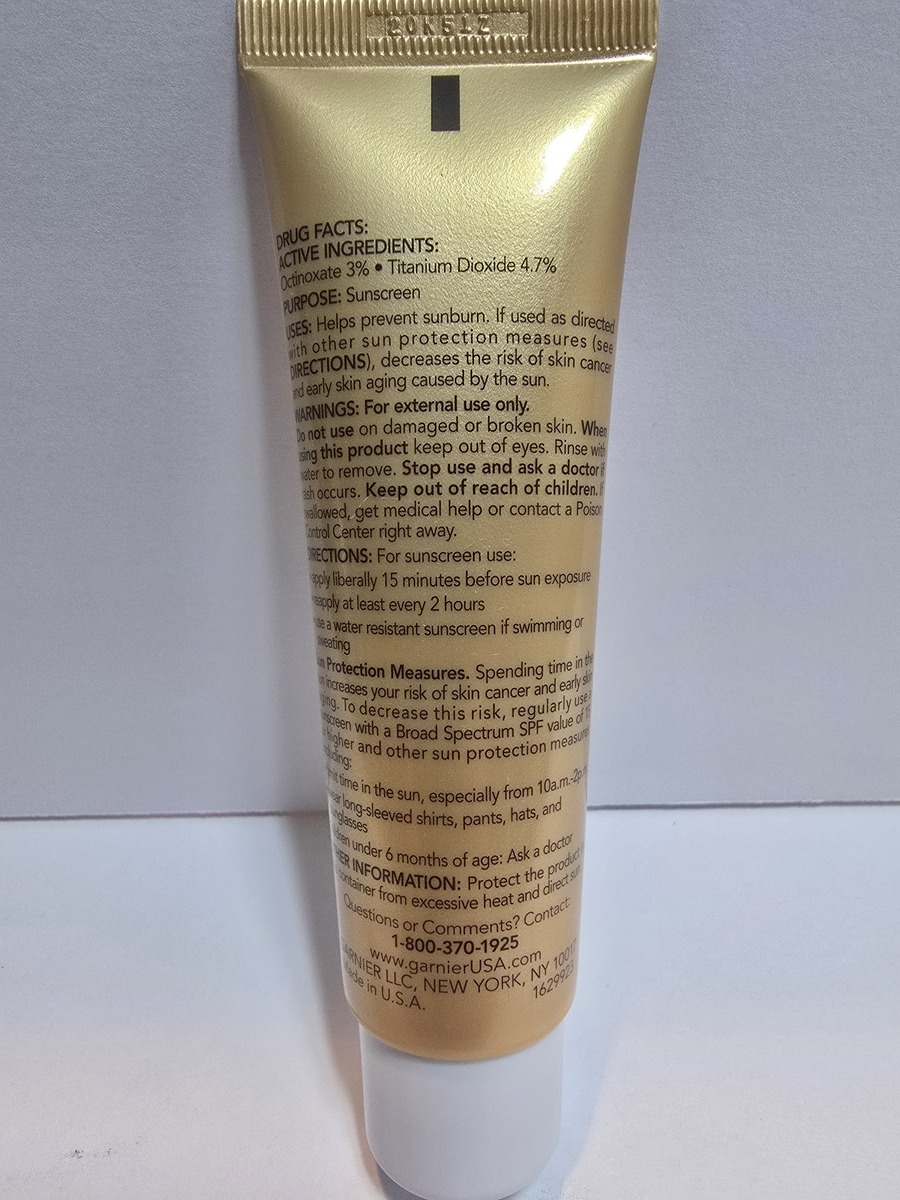 20K51Z
DRUG FACTS:
ACTIVE INGREDIENTS:
Octinoxate 3% • Titanium Dioxide 4.7%
PURPOSE: Sunscreen
USES: Helps prevent sunburn. If used as directed
with other sun protection measures (see
DIRECTIONS), decreases the risk of skin cancer
and early skin aging caused by the sun.
WARNINGS: For external use only.
Do not use on damaged or broken skin. When
using this product keep out of eyes. Rinse with
water to remove. Stop use and ask a doctor if
rash occurs. Keep out of reach of children. If
swallowed, get medical help or contact a Poison
Control Center right away.
DIRECTIONS: For sunscreen use:
apply liberally 15 minutes before sun exposure
reapply at least every 2 hours
use a water resistant sunscreen if swimming or
sweating
Sun Protection Measures. Spending time in the
sun increases your risk of skin cancer and early skin
aging. To decrease this risk, regularly use a
sunscreen with a Broad Spectrum SPF value of 15
or higher and other sun protection measures
including:
limit time in the sun, especially from 10a.m.-2p.m.
wear long-sleeved shirts, pants, hats, and
sunglasses
children under 6 months of age: Ask a doctor
OTHER INFORMATION: Protect the product
container from excessive heat and direct sun.
Questions or Comments? Contact:
1-800-370-1925
www.garnierUSA.com
GARNIER LLC, NEW YORK, NY 10017
Made in U.S.A.